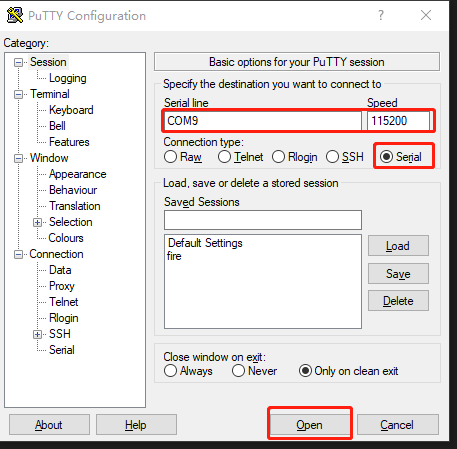 PuTTY Configuration
Category:
Session
Logging
Terminal
Keyboard
Bell
Features
Window
Appearance
Behaviour
Translation
Selection
Colours
Connection
Data
Proxy
Telnet
Rlogin
SSH
Serial
Basic options for your PuTTY session
Specify the destination you want to connect to
Serial line Speed
COM9 115200
Connection type:
Raw Telnet Rlogin SSH Serial
Load, save or delete a stored session
Saved Sessions
Default Settings
fire
Load
Save
Delete
Close window on exit:
Always Never Only on clean exit
About Help Open Cancel